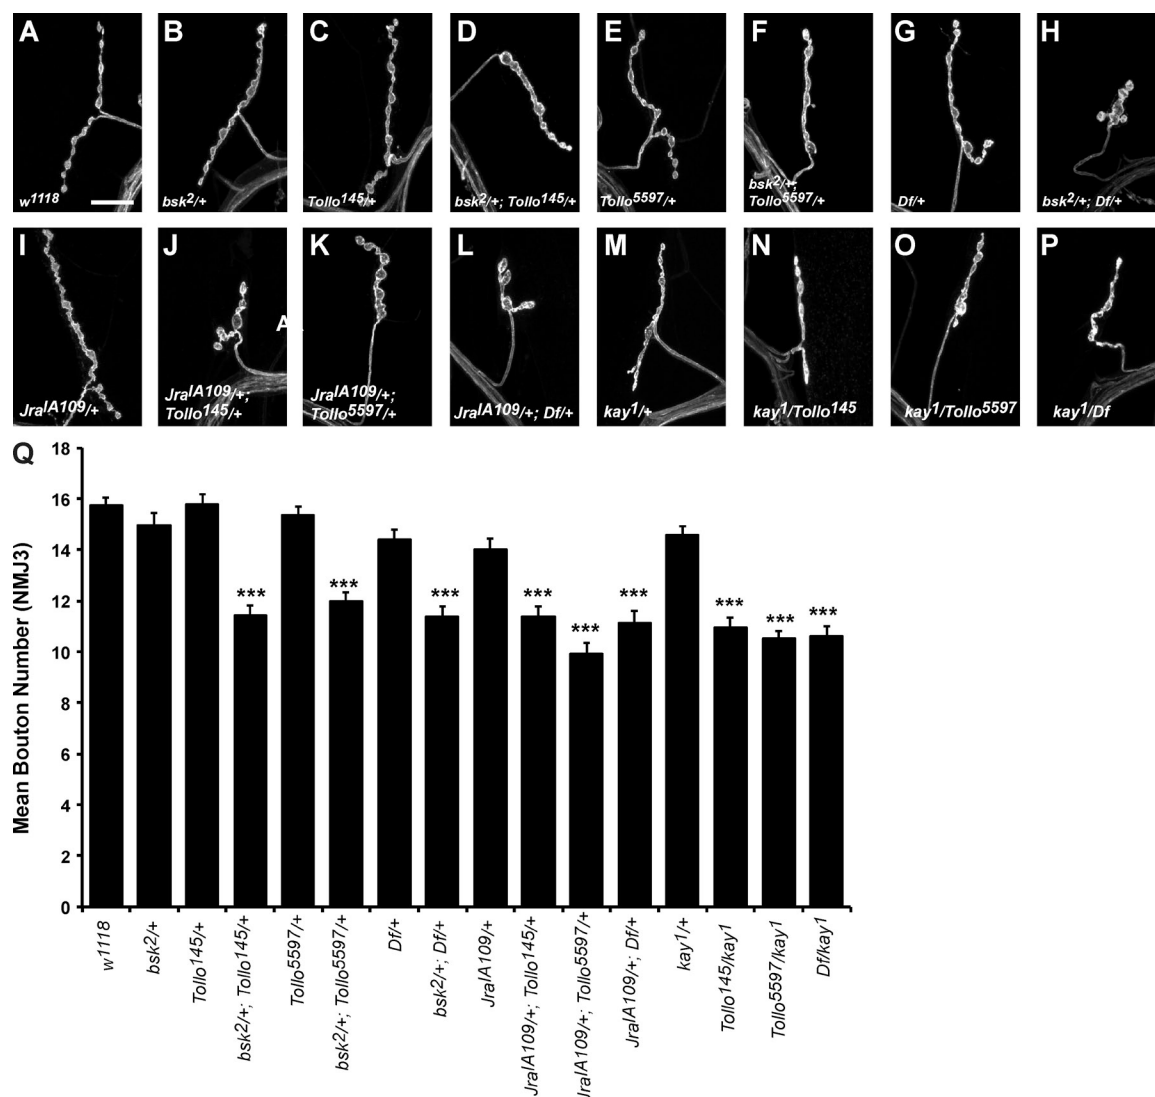 A
B
C
D
E
F
G
H
w1118
bsk2/+
Tollo145/+
bsk2/+; Tollo145/+
Tollo5597/+
bsk2/+;
Tollo5597/+
Df/+
bsk2/+; Df/+
I
J
K
L
M
N
O
P
A
JraIA109/+
JraIA109/+;
Tollo145/+
JraIA109/+;
Tollo5597/+
JraIA109/+; Df/+
kay1/+
kay1/Tollo145
kay1/Tollo5597
kay1/Df
Q
Mean Bouton Number (NMJ3)
18
16
14
12
10
8
6
4
2
0
***
***
***
***
***
***
***
***
***
w1118
bsk2/+
Tollo145/+
bsk2/+; Tollo145/+
Tollo5597/+
bsk2/+; Tollo5597/+
Df/+
bsk2/+; Df/+
JraIA109/+
JraIA109/+; Tollo145/+
JraIA109/+; Tollo5597/+
JraIA109/+; Df/+
kay1/+
Tollo145/kay1
Tollo5597/kay1
Df/kay1